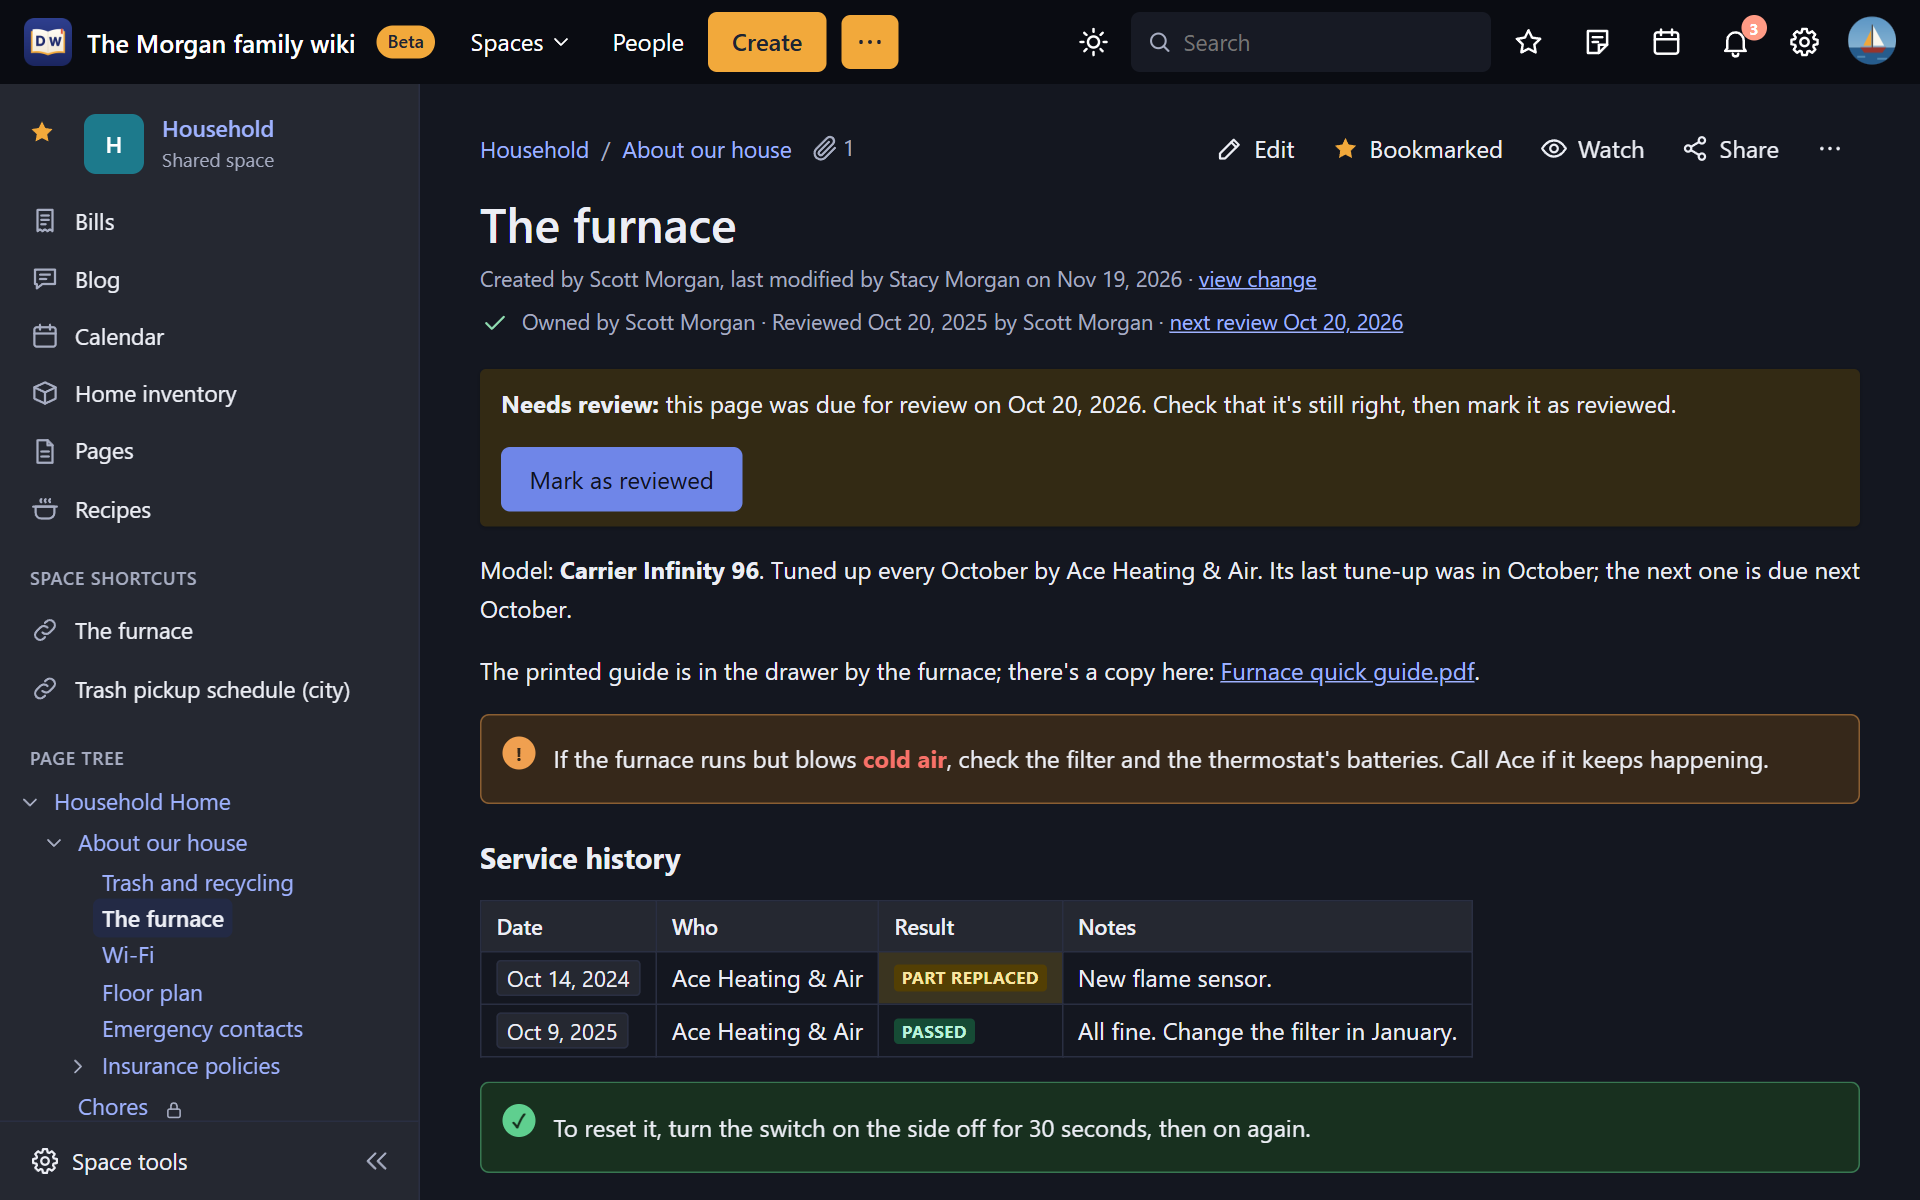 DW
The Morgan family wiki
Beta
Spaces
People
Create
Search
3
H
Household
Shared space
Bills
Blog
Calendar
Home inventory
Pages
Recipes
SPACE SHORTCUTS
The furnace
Trash pickup schedule (city)
PAGE TREE
Household Home
About our house
Trash and recycling
The furnace
Wi-Fi
Floor plan
Emergency contacts
Insurance policies
Chores
Space tools
Household / About our house 1
Edit
Bookmarked
Watch
Share
The furnace
Created by Scott Morgan, last modified by Stacy Morgan on Nov 19, 2026 · view change
Owned by Scott Morgan · Reviewed Oct 20, 2025 by Scott Morgan · next review Oct 20, 2026
Needs review: this page was due for review on Oct 20, 2026. Check that it's still right, then mark it as reviewed.
Mark as reviewed
Model: Carrier Infinity 96. Tuned up every October by Ace Heating & Air. Its last tune-up was in October; the next one is due next
October.
The printed guide is in the drawer by the furnace; there's a copy here: Furnace quick guide.pdf.
! If the furnace runs but blows cold air, check the filter and the thermostat's batteries. Call Ace if it keeps happening.
Service history
Date Who Result Notes
Oct 14, 2024 Ace Heating & Air PART REPLACED New flame sensor.
Oct 9, 2025 Ace Heating & Air PASSED All fine. Change the filter in January.
To reset it, turn the switch on the side off for 30 seconds, then on again.